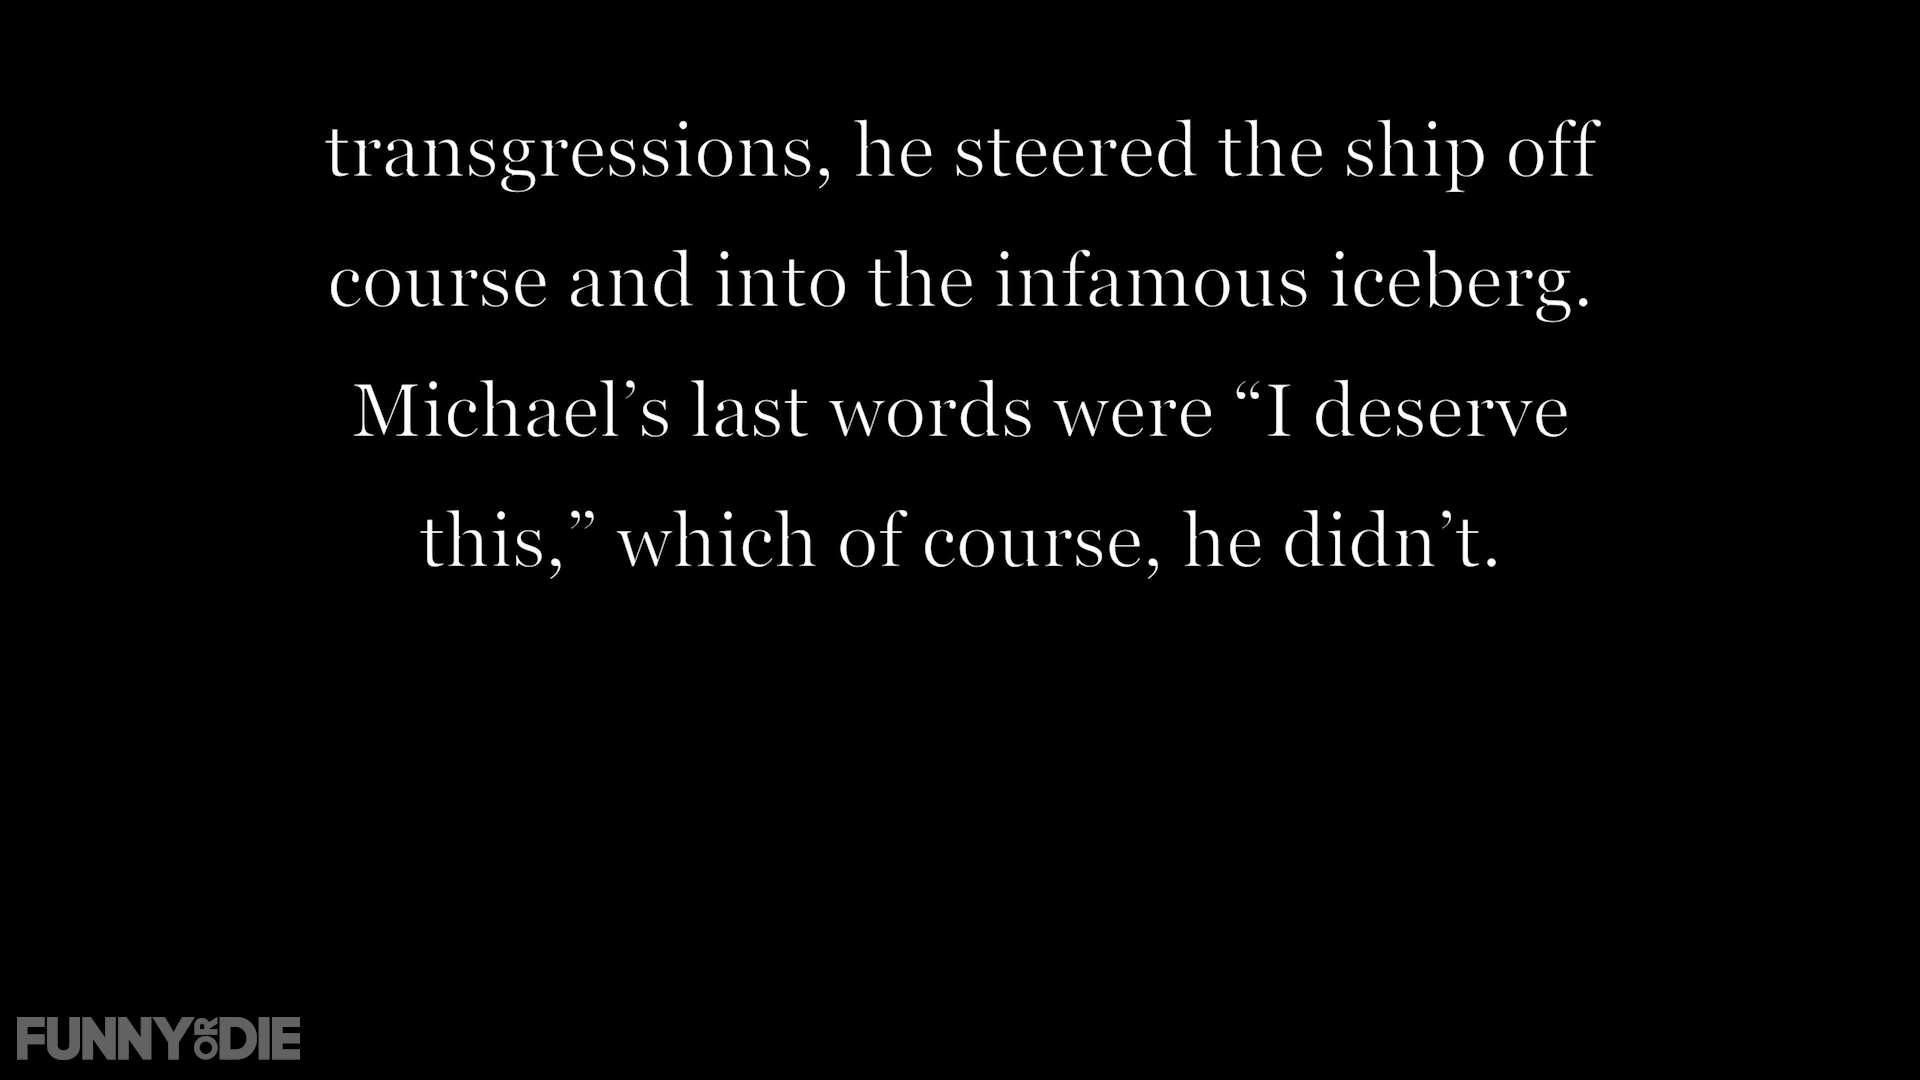 transgressions, he steered the ship off
course and into the infamous iceberg.
Michael’s last words were “I deserve
this,” which of course, he didn’t.
FUNNY OR DIE